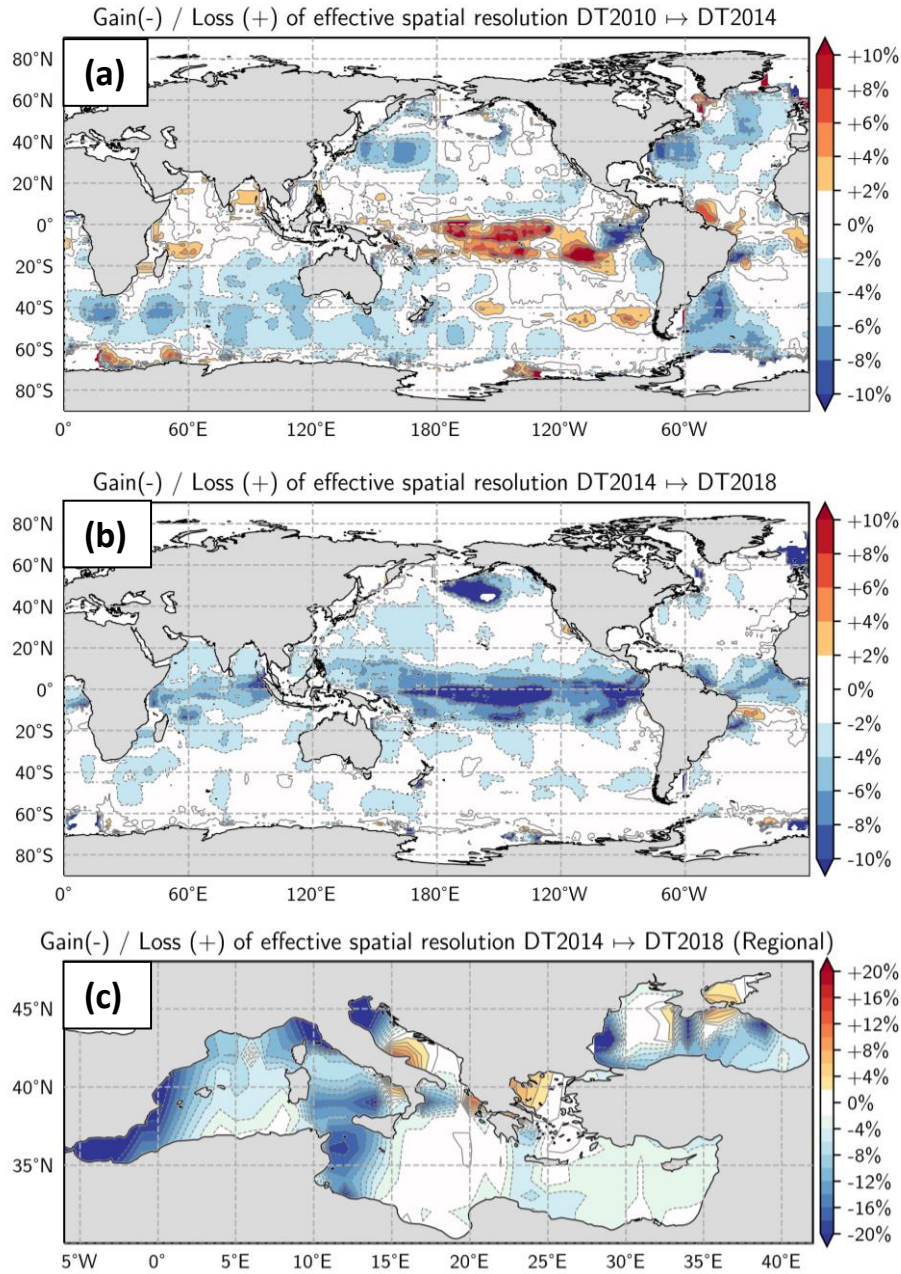 Gain(-) / Loss (+) of effective spatial resolution DT2010 ↦ DT2014
(a)
80°N
60°N
40°N
20°N
0°
20°S
40°S
60°S
80°S
0° 60°E 120°E 180°E 120°W 60°W
+10%
+8%
+6%
+4%
+2%
0%
-2%
-4%
-6%
-8%
-10%
Gain(-) / Loss (+) of effective spatial resolution DT2014 ↦ DT2018
(b)
80°N
60°N
40°N
20°N
0°
20°S
40°S
60°S
80°S
0° 60°E 120°E 180°E 120°W 60°W
+10%
+8%
+6%
+4%
+2%
0%
-2%
-4%
-6%
-8%
-10%
Gain(-) / Loss (+) of effective spatial resolution DT2014 ↦ DT2018 (Regional)
(c)
45°N
40°N
35°N
5°W 0° 5°E 10°E 15°E 20°E 25°E 30°E 35°E 40°E
+20%
+16%
+12%
+8%
+4%
0%
-4%
-8%
-12%
-16%
-20%